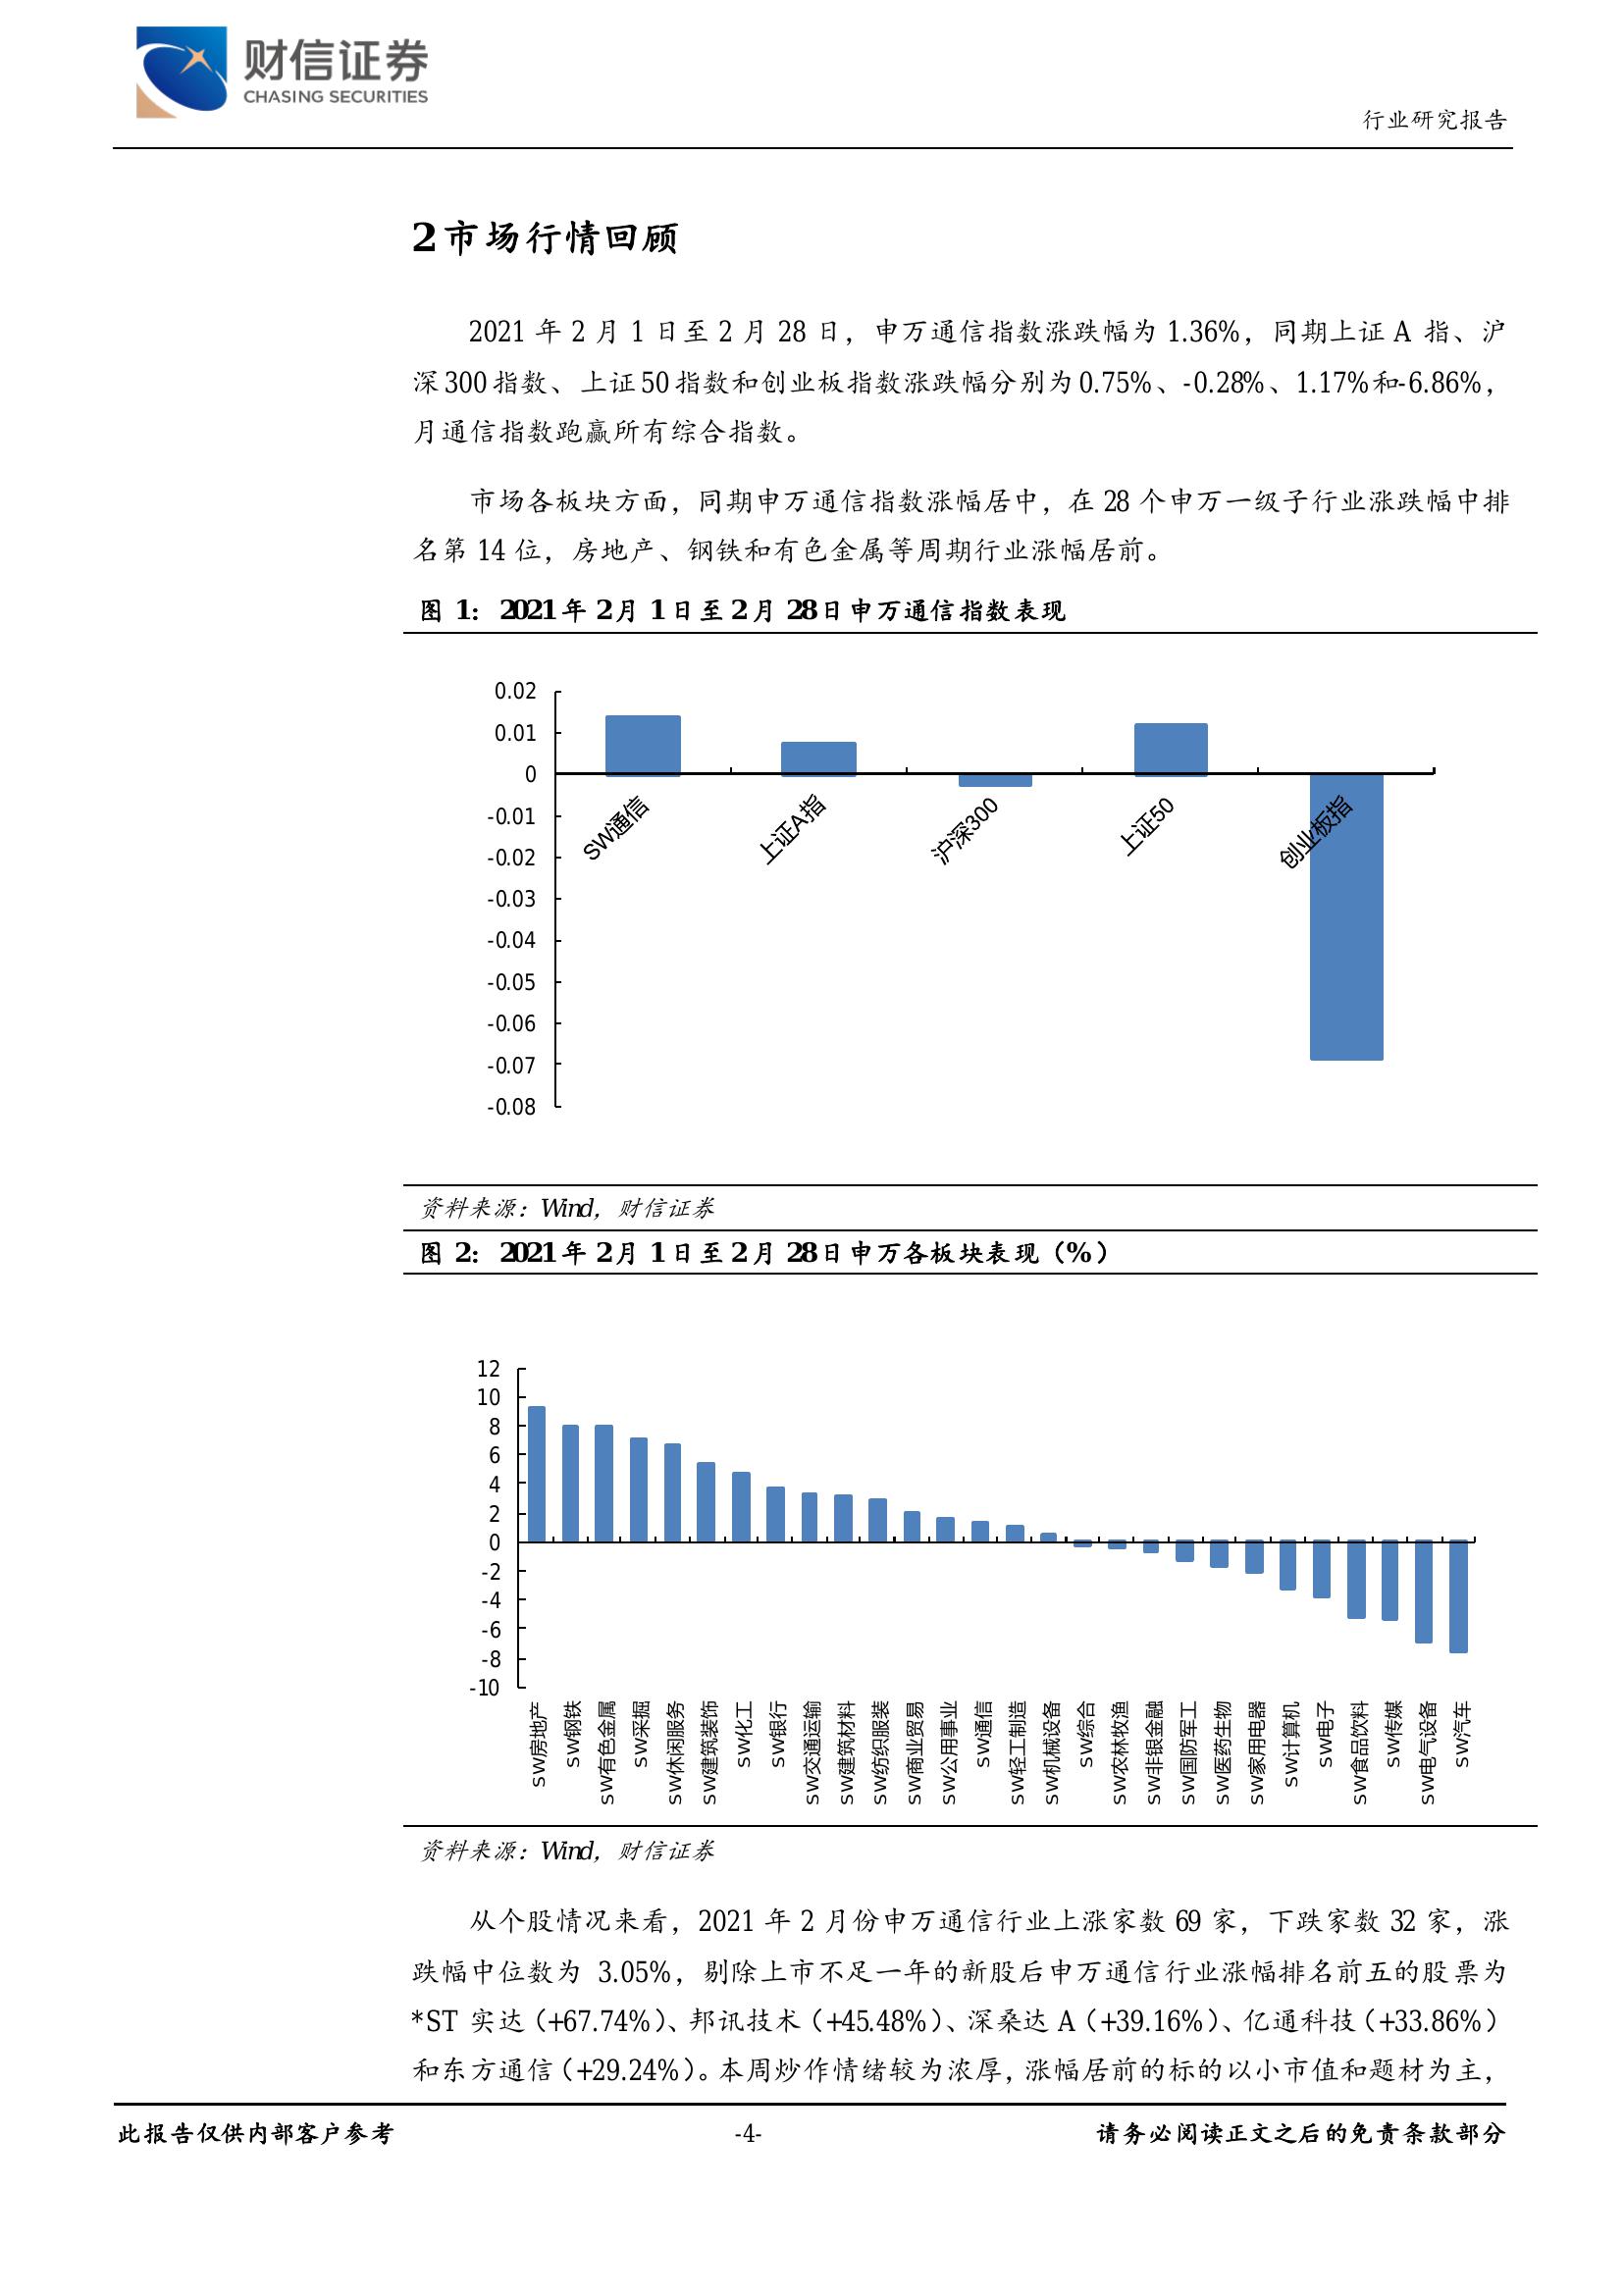 财信证券
CHASING SECURITIES
行业研究报告
2 市场行情回顾
2021 年 2 月 1 日至 2 月 28 日，申万通信指数涨跌幅为 1.36%，同期上证 A 指、沪
深 300 指数、上证 50 指数和创业板指数涨跌幅分别为 0.75%、-0.28%、1.17%和-6.86%，
月通信指数跑赢所有综合指数。
市场各板块方面，同期申万通信指数涨幅居中，在 28 个申万一级子行业涨跌幅中排
名第 14 位，房地产、钢铁和有色金属等周期行业涨幅居前。
图 1：2021 年 2 月 1 日至 2 月 28 日申万通信指数表现
0.02
0.01
0
-0.01
-0.02
-0.03
-0.04
-0.05
-0.06
-0.07
-0.08
SW通信
上证A指
沪深300
上证50
创业板指
资料来源：Wind，财信证券
图 2：2021 年 2 月 1 日至 2 月 28 日申万各板块表现（%）
12
10
8
6
4
2
0
-2
-4
-6
-8
-10
SW房地产
SW钢铁
SW有色金属
SW采掘
SW休闲服务
SW建筑装饰
SW化工
SW银行
SW交通运输
SW建筑材料
SW纺织服装
SW商业贸易
SW公用事业
SW通信
SW轻工制造
SW机械设备
SW综合
SW农林牧渔
SW非银金融
SW国防军工
SW医药生物
SW家用电器
SW计算机
SW电子
SW食品饮料
SW传媒
SW电气设备
SW汽车
资料来源：Wind，财信证券
从个股情况来看，2021 年 2 月份申万通信行业上涨家数 69 家，下跌家数 32 家，涨
跌幅中位数为 3.05%，剔除上市不足一年的新股后申万通信行业涨幅排名前五的股票为
*ST 实达（+67.74%）、邦讯技术（+45.48%）、深桑达 A（+39.16%）、亿通科技（+33.86%）
和东方通信（+29.24%）。本周炒作情绪较为浓厚，涨幅居前的标的以小市值和题材为主，
此报告仅供内部客户参考
-4-
请务必阅读正文之后的免责条款部分